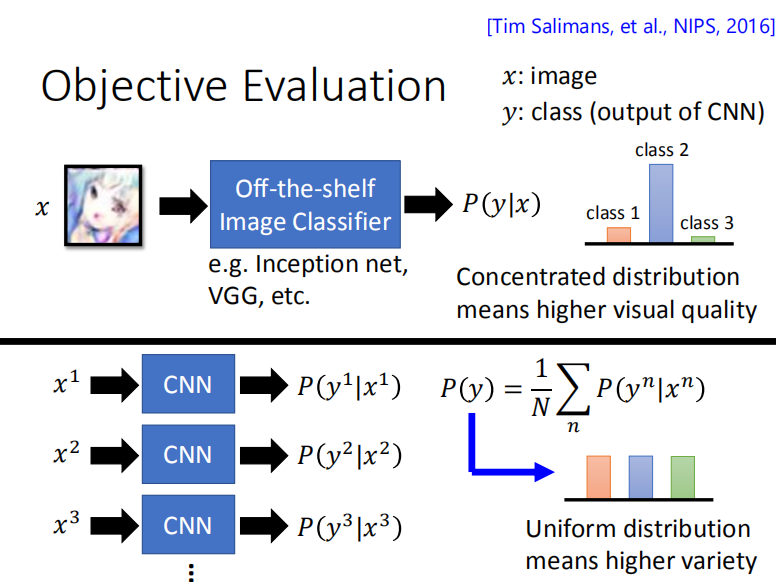 [Tim Salimans, et al., NIPS, 2016]
Objective Evaluation
𝑥: image
𝑦: class (output of CNN)
𝑥
Off-the-shelf
Image Classifier
e.g. Inception net,
VGG, etc.
𝑃(𝑦|𝑥)
class 1
class 2
class 3
Concentrated distribution
means higher visual quality
𝑥¹ CNN 𝑃(𝑦¹|𝑥¹)
𝑥² CNN 𝑃(𝑦²|𝑥²)
𝑥³ CNN 𝑃(𝑦³|𝑥³)
⋮
𝑃(𝑦) = 1/𝑁 ∑ₙ 𝑃(𝑦ⁿ|𝑥ⁿ)
Uniform distribution
means higher variety